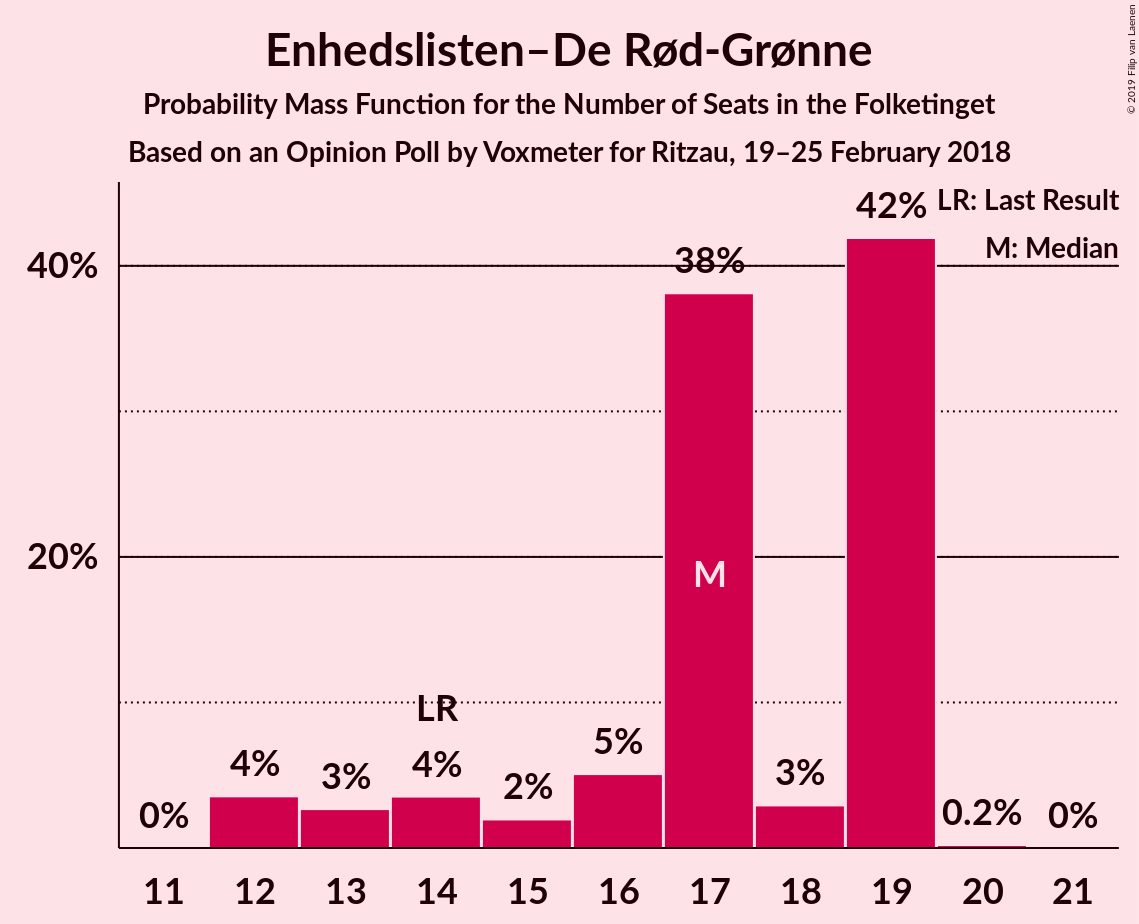 Enhedslisten–De Rød-Grønne
Probability Mass Function for the Number of Seats in the Folketinget
Based on an Opinion Poll by Voxmeter for Ritzau, 19–25 February 2018
© 2019 Filip van Laenen
LR: Last Result
M: Median
40%
20%
0%
4%
3%
LR
4%
2%
5%
38%
M
3%
42%
0.2%
0%
11 12 13 14 15 16 17 18 19 20 21